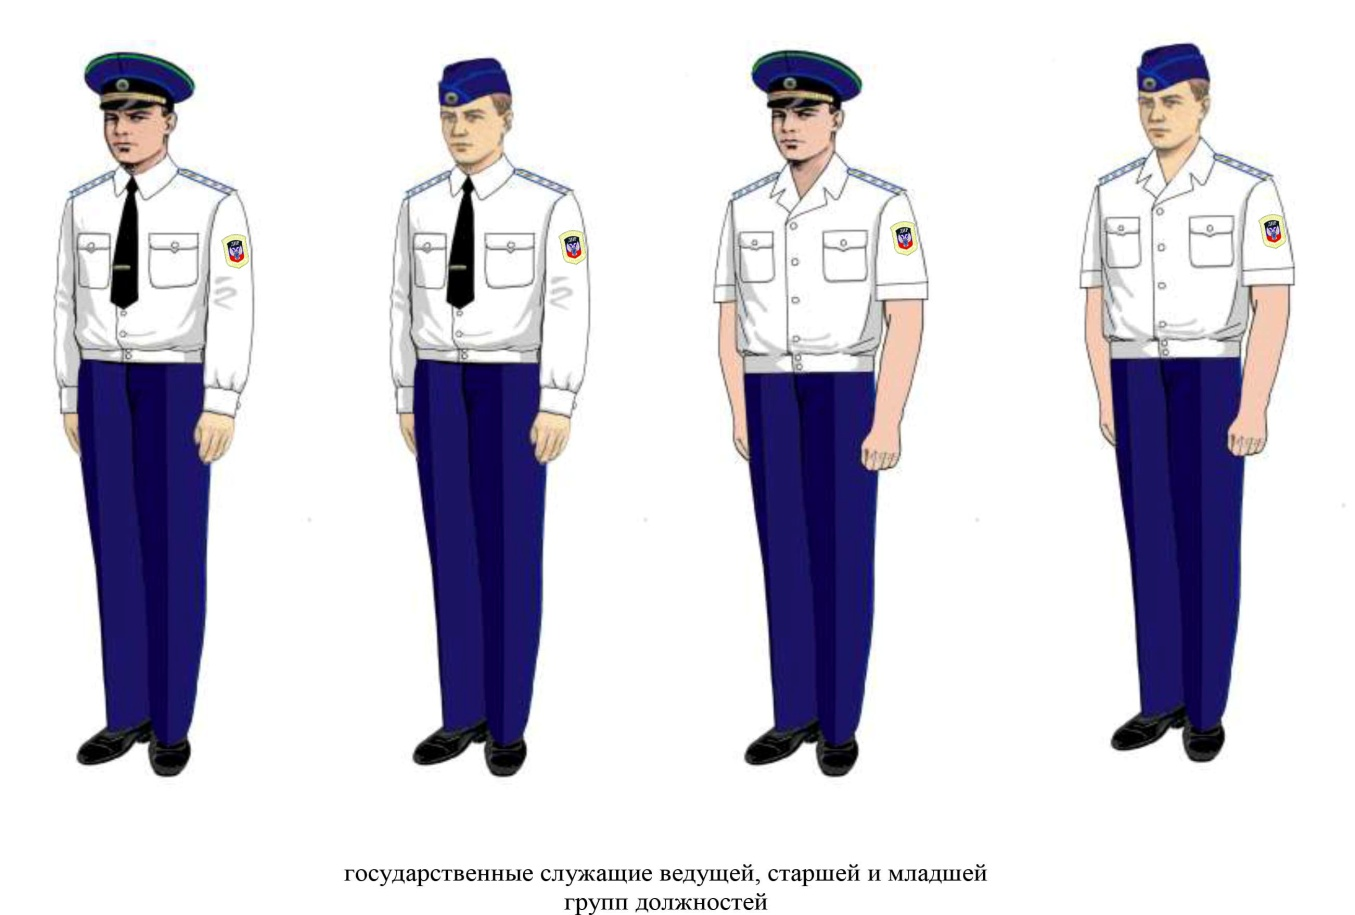 государственные служащие ведущей, старшей и младшей
групп должностей